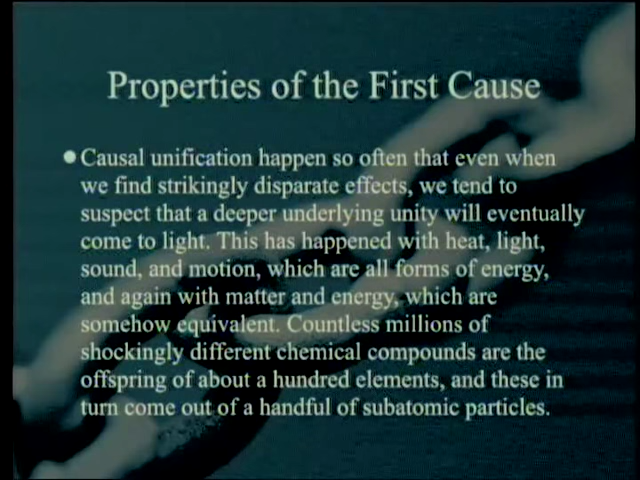 Properties of the First Cause
● Causal unification happen so often that even when
we find strikingly disparate effects, we tend to
suspect that a deeper underlying unity will eventually
come to light. This has happened with heat, light,
sound, and motion, which are all forms of energy,
and again with matter and energy, which are
somehow equivalent. Countless millions of
shockingly different chemical compounds are the
offspring of about a hundred elements, and these in
turn come out of a handful of subatomic particles.